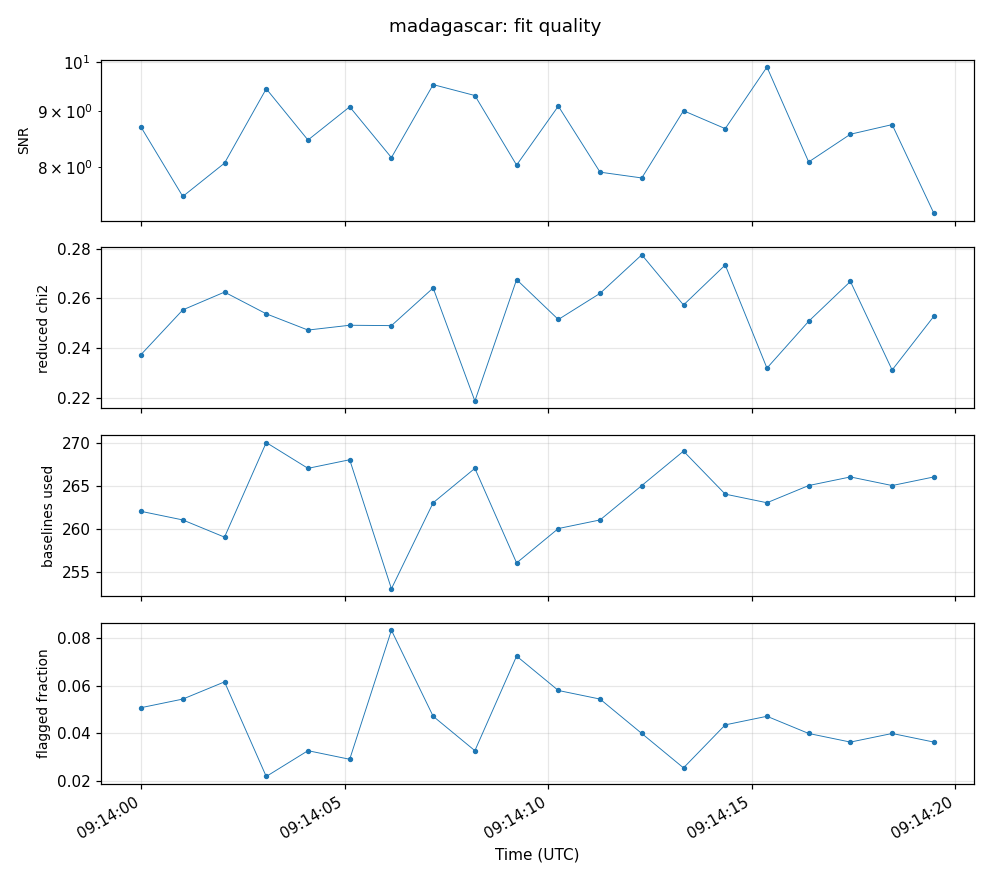 madagascar: fit quality
10¹
9 × 10⁰
8 × 10⁰
SNR
0.28
0.26
0.24
0.22
reduced chi2
270
265
260
255
baselines used
0.08
0.06
0.04
0.02
flagged fraction
09:14:00
09:14:05
09:14:10
09:14:15
09:14:20
Time (UTC)